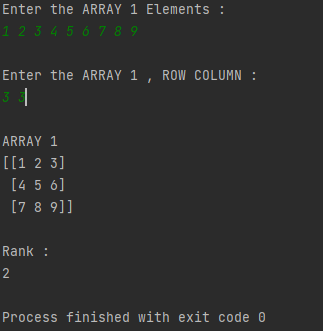 Enter the ARRAY 1 Elements :
1 2 3 4 5 6 7 8 9
Enter the ARRAY 1 , ROW COLUMN :
3 3
ARRAY 1
[[1 2 3]
 [4 5 6]
 [7 8 9]]
Rank :
2
Process finished with exit code 0